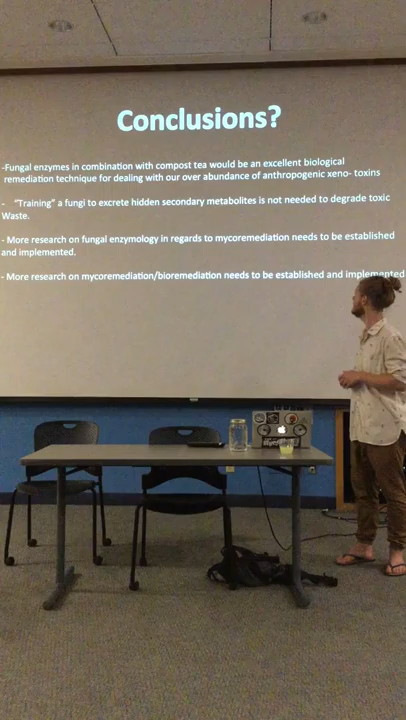 Conclusions?
-Fungal enzymes in combination with compost tea would be an excellent biological
remediation technique for dealing with our over abundance of anthropogenic xeno- toxins
- "Training" a fungi to excrete hidden secondary metabolites is not needed to degrade toxic
Waste.
- More research on fungal enzymology in regards to mycoremediation needs to be established
and implemented.
- More research on mycoremediation/bioremediation needs to be established and implemented